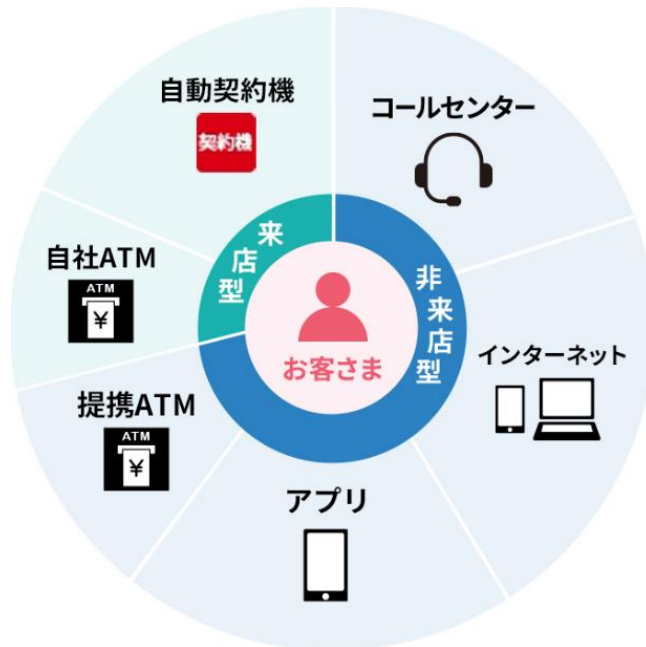 自動契約機
契約機
コールセンター
来店型
非来店型
自社ATM
ATM
¥
お客さま
インターネット
提携ATM
ATM
¥
アプリ